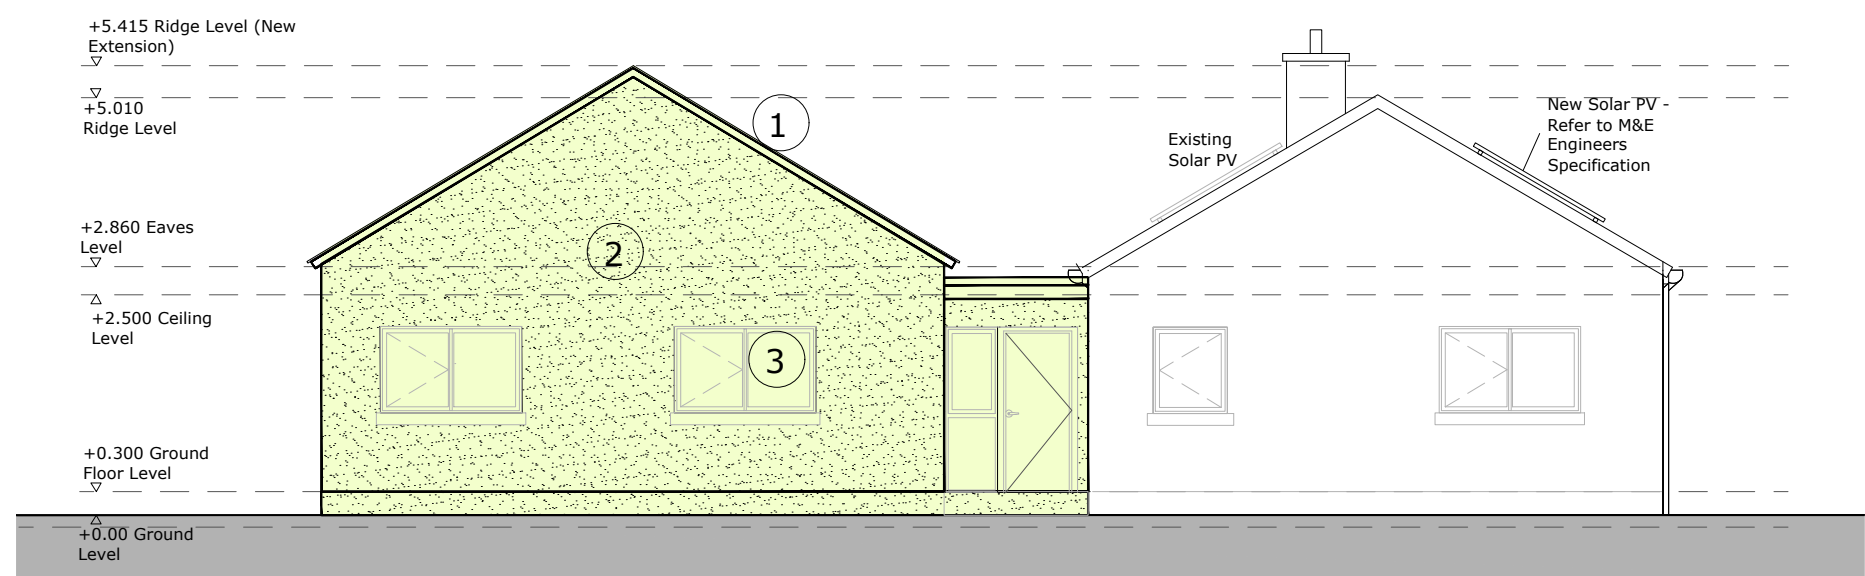 +5.415 Ridge Level (New
Extension)
+5.010
Ridge Level
1
New Solar PV -
Refer to M&E
Engineers
Specification
Existing
Solar PV
+2.860 Eaves
Level
2
+2.500 Ceiling
Level
3
+0.300 Ground
Floor Level
+0.00 Ground
Level